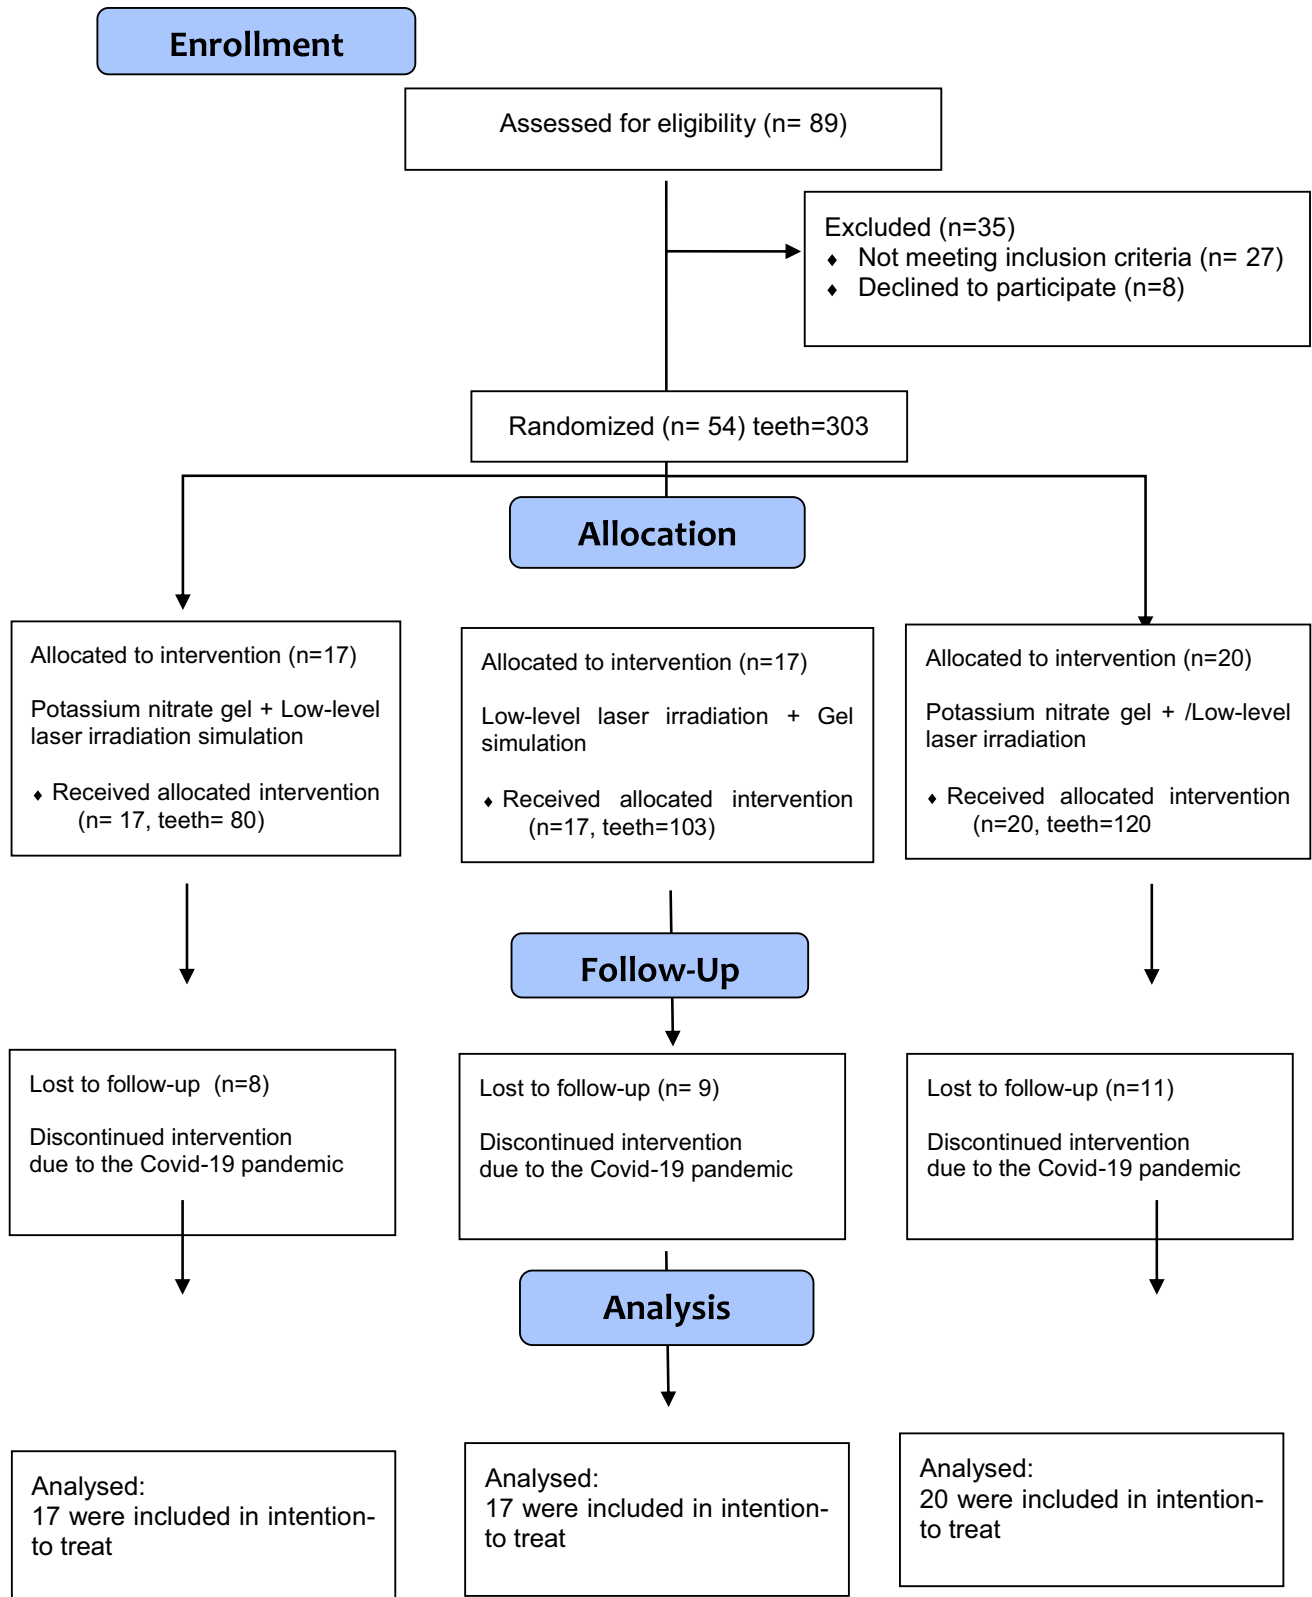 Enrollment
Assessed for eligibility (n= 89)
Excluded (n=35)
♦ Not meeting inclusion criteria (n= 27)
♦ Declined to participate (n=8)
Randomized (n= 54) teeth=303
Allocation
Allocated to intervention (n=17)
Potassium nitrate gel + Low-level
laser irradiation simulation
♦ Received allocated intervention
(n= 17, teeth= 80)
Allocated to intervention (n=17)
Low-level laser irradiation + Gel
simulation
♦ Received allocated intervention
(n=17, teeth=103)
Allocated to intervention (n=20)
Potassium nitrate gel + /Low-level
laser irradiation
♦ Received allocated intervention
(n=20, teeth=120
Follow-Up
Lost to follow-up (n=8)
Discontinued intervention
due to the Covid-19 pandemic
Lost to follow-up (n= 9)
Discontinued intervention
due to the Covid-19 pandemic
Lost to follow-up (n=11)
Discontinued intervention
due to the Covid-19 pandemic
Analysis
Analysed:
17 were included in intention-
to treat
Analysed:
17 were included in intention-
to treat
Analysed:
20 were included in intention-
to treat